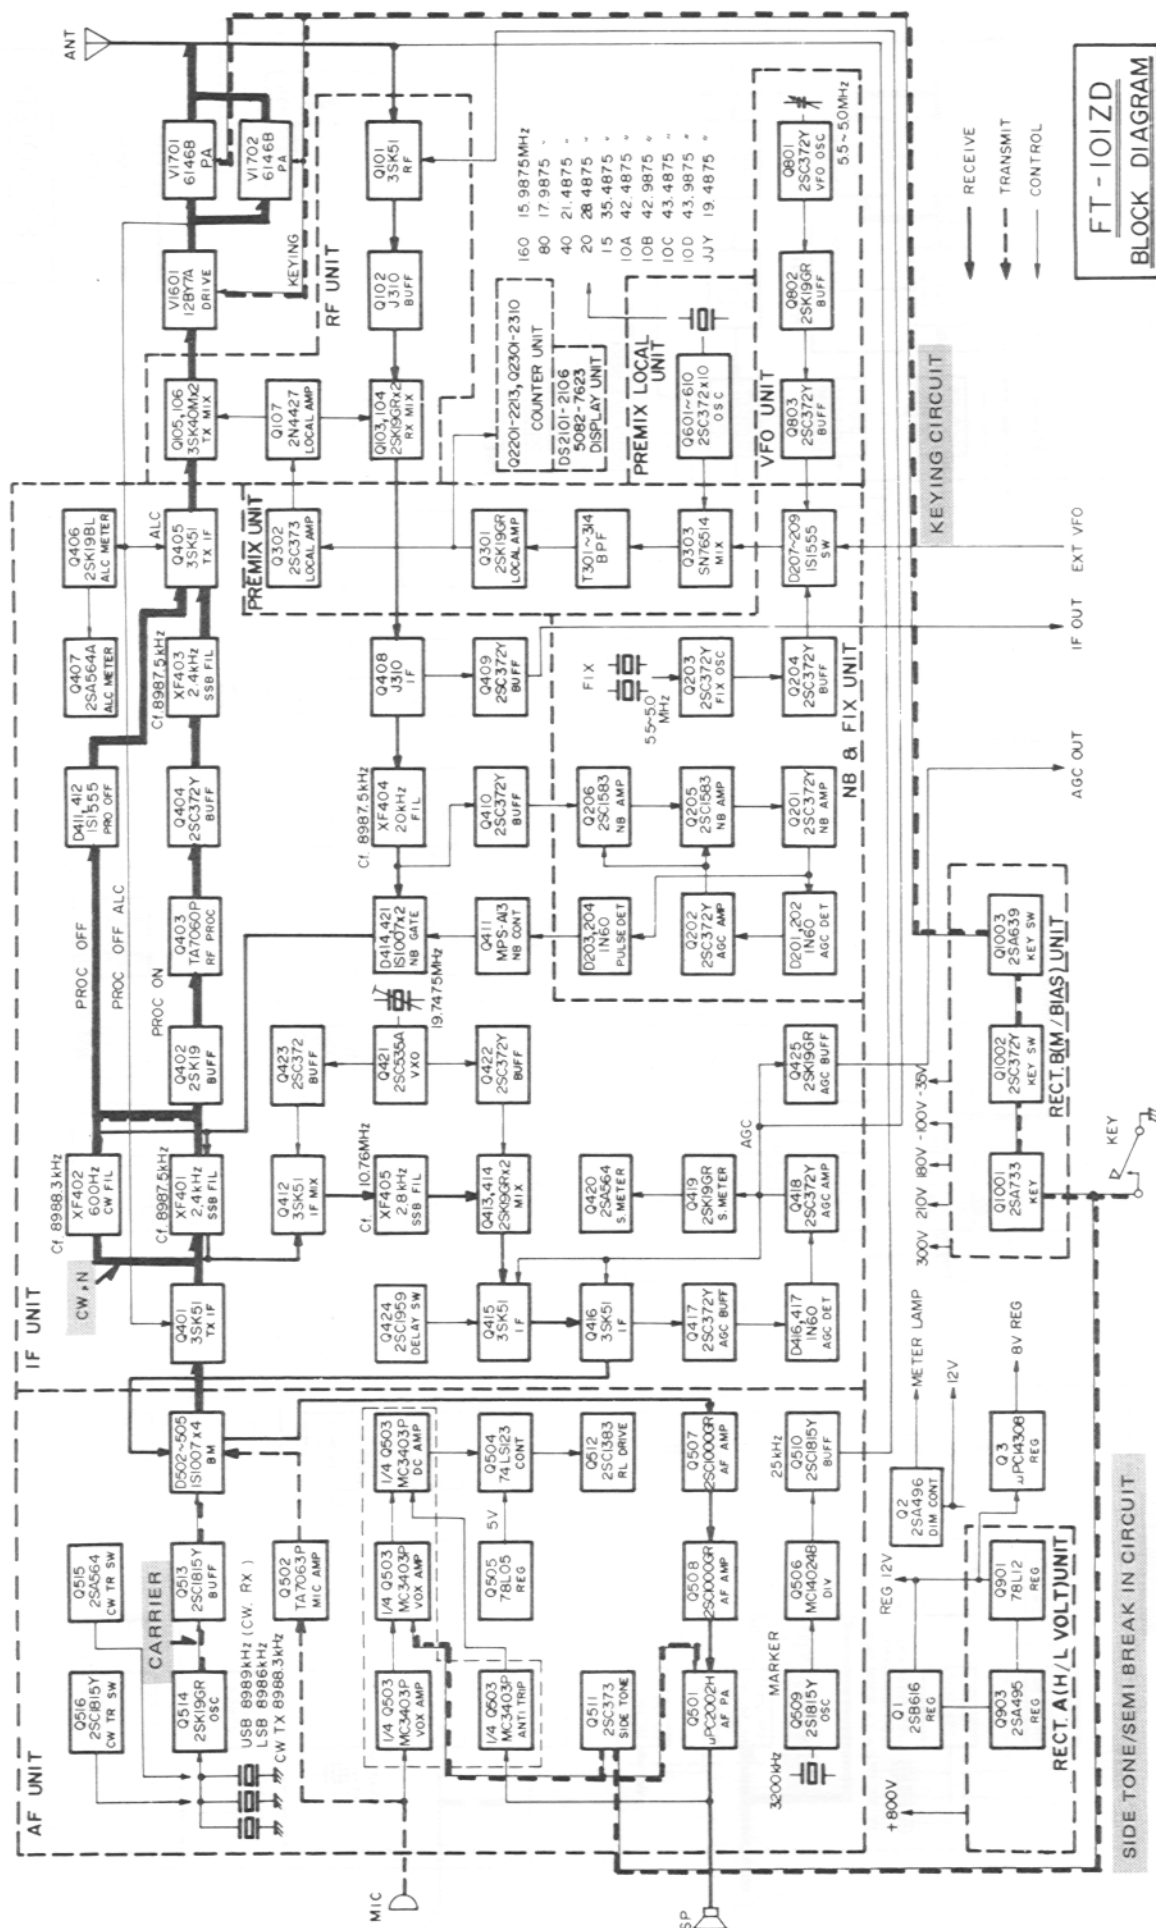 FT-101ZD
BLOCK DIAGRAM
RECEIVE
TRANSMIT
CONTROL
ANT
V1701
6146B
PA
V1702
6146B
PA
V1601
12BY7A
DRIVE
KEYING
RF UNIT
Q105,106
3SK40M×2
TX MIX
Q107
2N4427
LOCAL AMP
Q101
3SK51
RF
Q102
J310
BUFF
Q103,104
2SK19GR×2
RX MIX
160 15.9875MHz
80 17.9875 〃
40 21.4875 〃
20 28.4875 〃
15 35.4875 〃
10A 42.4875 〃
10B 42.9875 〃
10C 43.4875 〃
10D 43.9875 〃
JJY 19.4875 〃
Q2201-2213, Q2301-2310
COUNTER UNIT
DS2101-2106
5082-7623
DISPLAY UNIT
PREMIX LOCAL
UNIT
Q601~610
2SC372×10
OSC
VFO UNIT
Q801
2SC372Y
VFO OSC
5.5~5.0MHz
Q802
2SK19GR
BUFF
Q803
2SC372Y
BUFF
KEYING CIRCUIT
IF UNIT
Q406
2SK19BL
ALC METER
Q407
2SA564A
ALC METER
ALC
Q405
3SK51
TX IF
Cf.8987.5kHz
XF403
2.4kHz
SSB FIL
D411,412
1S1555
PRO OFF
Q404
2SC372Y
BUFF
Q403
TA7060P
RF PROC
Q402
2SK19
BUFF
PROC OFF
PROC OFF ALC
PROC ON
Cf.8988.3kHz
XF402
600Hz
CW FIL
Cf.8987.5kHz
XF401
2.4kHz
SSB FIL
CW▸N
Q401
3SK51
TX IF
PREMIX UNIT
Q302
2SC373
LOCAL AMP
Q301
2SK19GR
LOCAL AMP
T301~314
BPF
Q303
SN76514
MIX
D207~209
1S1555
SW
EXT VFO
Q408
J310
IF
Q409
2SC372Y
BUFF
IF OUT
Cf. 8987.5kHz
XF404
20kHz
FIL
Q410
2SC372Y
BUFF
D414,421
1S1007×2
NB GATE
Q411
MPS-A13
NB CONT
FIX
5.5~5.0
MHz
Q203
2SC372Y
FIX OSC
Q204
2SC372Y
BUFF
NB & FIX UNIT
Q206
2SC1583
NB AMP
Q205
2SC1583
NB AMP
Q201
2SC372Y
NB AMP
D203,204
1N60
PULSE DET
Q202
2SC372Y
AGC AMP
D201,202
1N60
AGC DET
AGC OUT
Q423
2SC372
BUFF
Q421
2SC535A
VXO
19.7475MHz
Q422
2SC372Y
BUFF
Q412
3SK51
IF MIX
Cf. 10.76MHz
XF405
2.8kHz
SSB FIL
Q413,414
2SK19GR×2
MIX
Q420
2SA564
S.METER
Q419
2SK19GR
S.METER
Q418
2SC372Y
AGC AMP
AGC
Q425
2SK19GR
AGC BUFF
Q424
2SC1959
DELAY SW
Q415
3SK51
IF
Q416
3SK51
IF
Q417
2SC372Y
AGC BUFF
D416,417
1N60
AGC DET
AF UNIT
D502~505
1S1007×4
BM
Q515
2SA564
CW TR SW
Q516
2SC1815Y
CW TR SW
CARRIER
Q513
2SC1815Y
BUFF
Q514
2SK19GR
OSC
USB 8989kHz (CW. RX)
LSB 8986kHz
CW TX 8988.3kHz
Q502
TA7063P
MIC AMP
MIC
1/4 Q503
MC3403P
DC AMP
1/4 Q503
MC3403P
VOX AMP
1/4 Q503
MC3403P
VOX AMP
1/4 Q503
MC3403P
ANTI TRIP
Q504
74LS123
CONT
5V
Q505
78L05
REG
Q512
2SC1383
RL DRIVE
Q511
2SC373
SIDE TONE
Q507
2SC1000GR
AF AMP
Q508
2SC1000GR
AF AMP
Q501
μPC2002H
AF PA
SP
25kHz
Q510
2SC1815Y
BUFF
Q506
MC14024B
DIV
MARKER
Q509
2S1815Y
OSC
3200kHz
RECT. B(M/BIAS)UNIT
Q1003
2SA639
KEY SW
Q1002
2SC372Y
KEY SW
Q1001
2SA733
KEY
300V 210V 180V -100V -35V
KEY
METER LAMP
12V
8V REG
Q2
2SA496
DIM CONT
Q3
μPC14308
REG
REG 12V
Q1
2SB616
REG
Q901
78L12
REG
Q903
2SA495
REG
+800V
RECT. A(H/L VOLT)UNIT
SIDE TONE/SEMI BREAK IN CIRCUIT